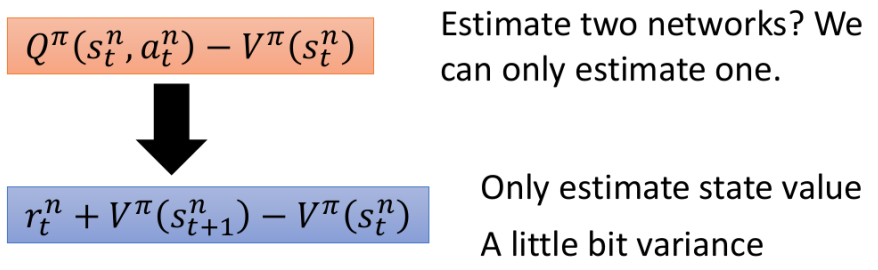 Q^π(s_t^n, a_t^n) − V^π(s_t^n)
Estimate two networks? We
can only estimate one.
r_t^n + V^π(s_{t+1}^n) − V^π(s_t^n)
Only estimate state value
A little bit variance